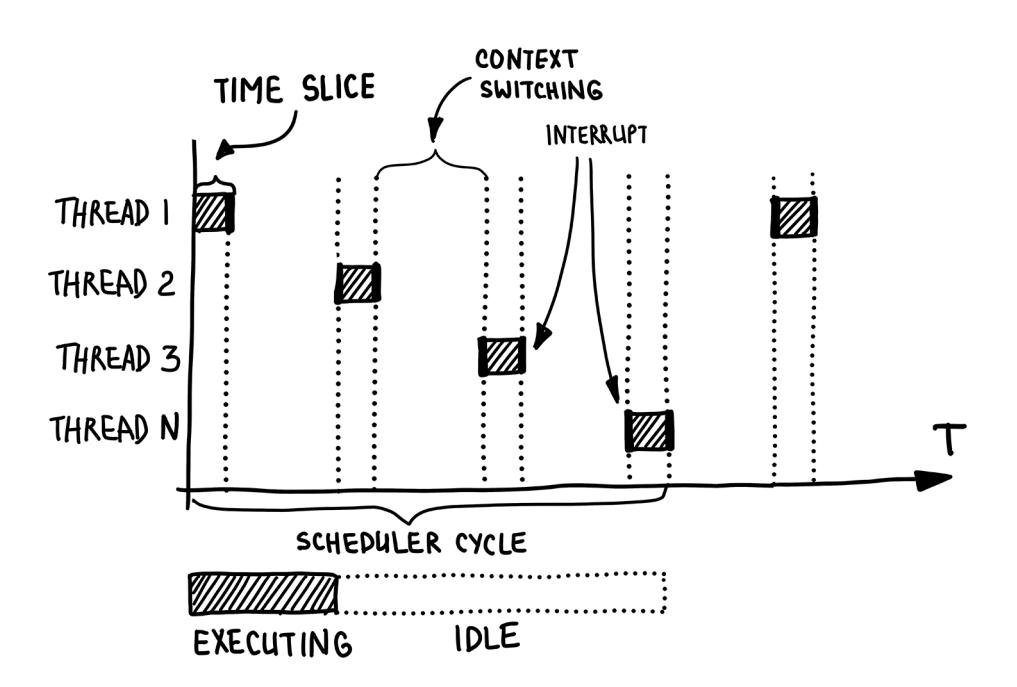 CONTEXT
SWITCHING
TIME SLICE
INTERRUPT
THREAD 1
THREAD 2
THREAD 3
THREAD N
T
SCHEDULER CYCLE
EXECUTING
IDLE